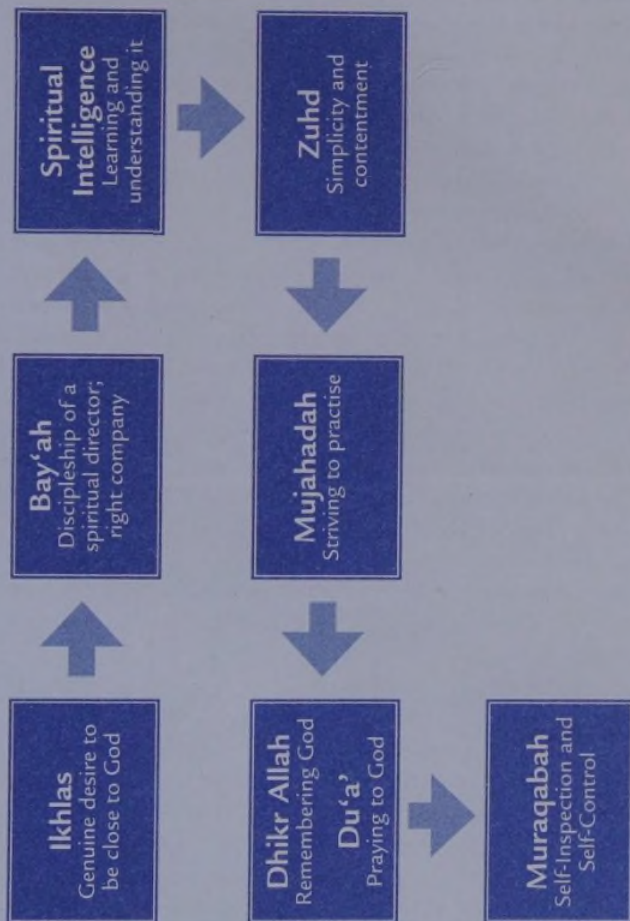 Ikhlas
Genuine desire to
be close to God
Bay‘ah
Discipleship of a
spiritual director;
right company
Spiritual
Intelligence
Learning and
understanding it
Zuhd
Simplicity and
contentment
Mujahadah
Striving to practise
Dhikr Allah
Remembering God
Du‘a’
Praying to God
Muraqabah
Self-Inspection and
Self-Control